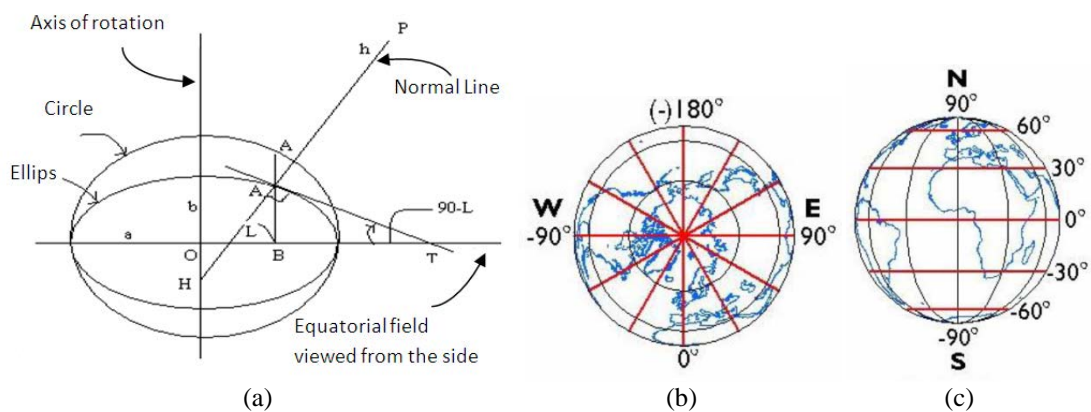 Axis of rotation
P
h
Normal Line
Circle
Ellips
A
A
b
a
L
90-L
O
B
T
H
Equatorial field
viewed from the side
(a)
(-)180°
W
-90°
E
90°
0°
(b)
N
90°
60°
30°
0°
-30°
-60°
-90°
S
(c)